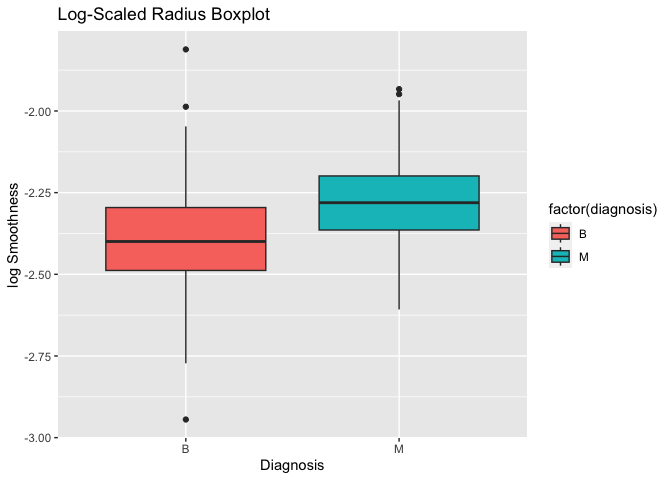 Log-Scaled Radius Boxplot
log Smoothness
-2.00
-2.25
-2.50
-2.75
-3.00
B
M
Diagnosis
factor(diagnosis)
B
M